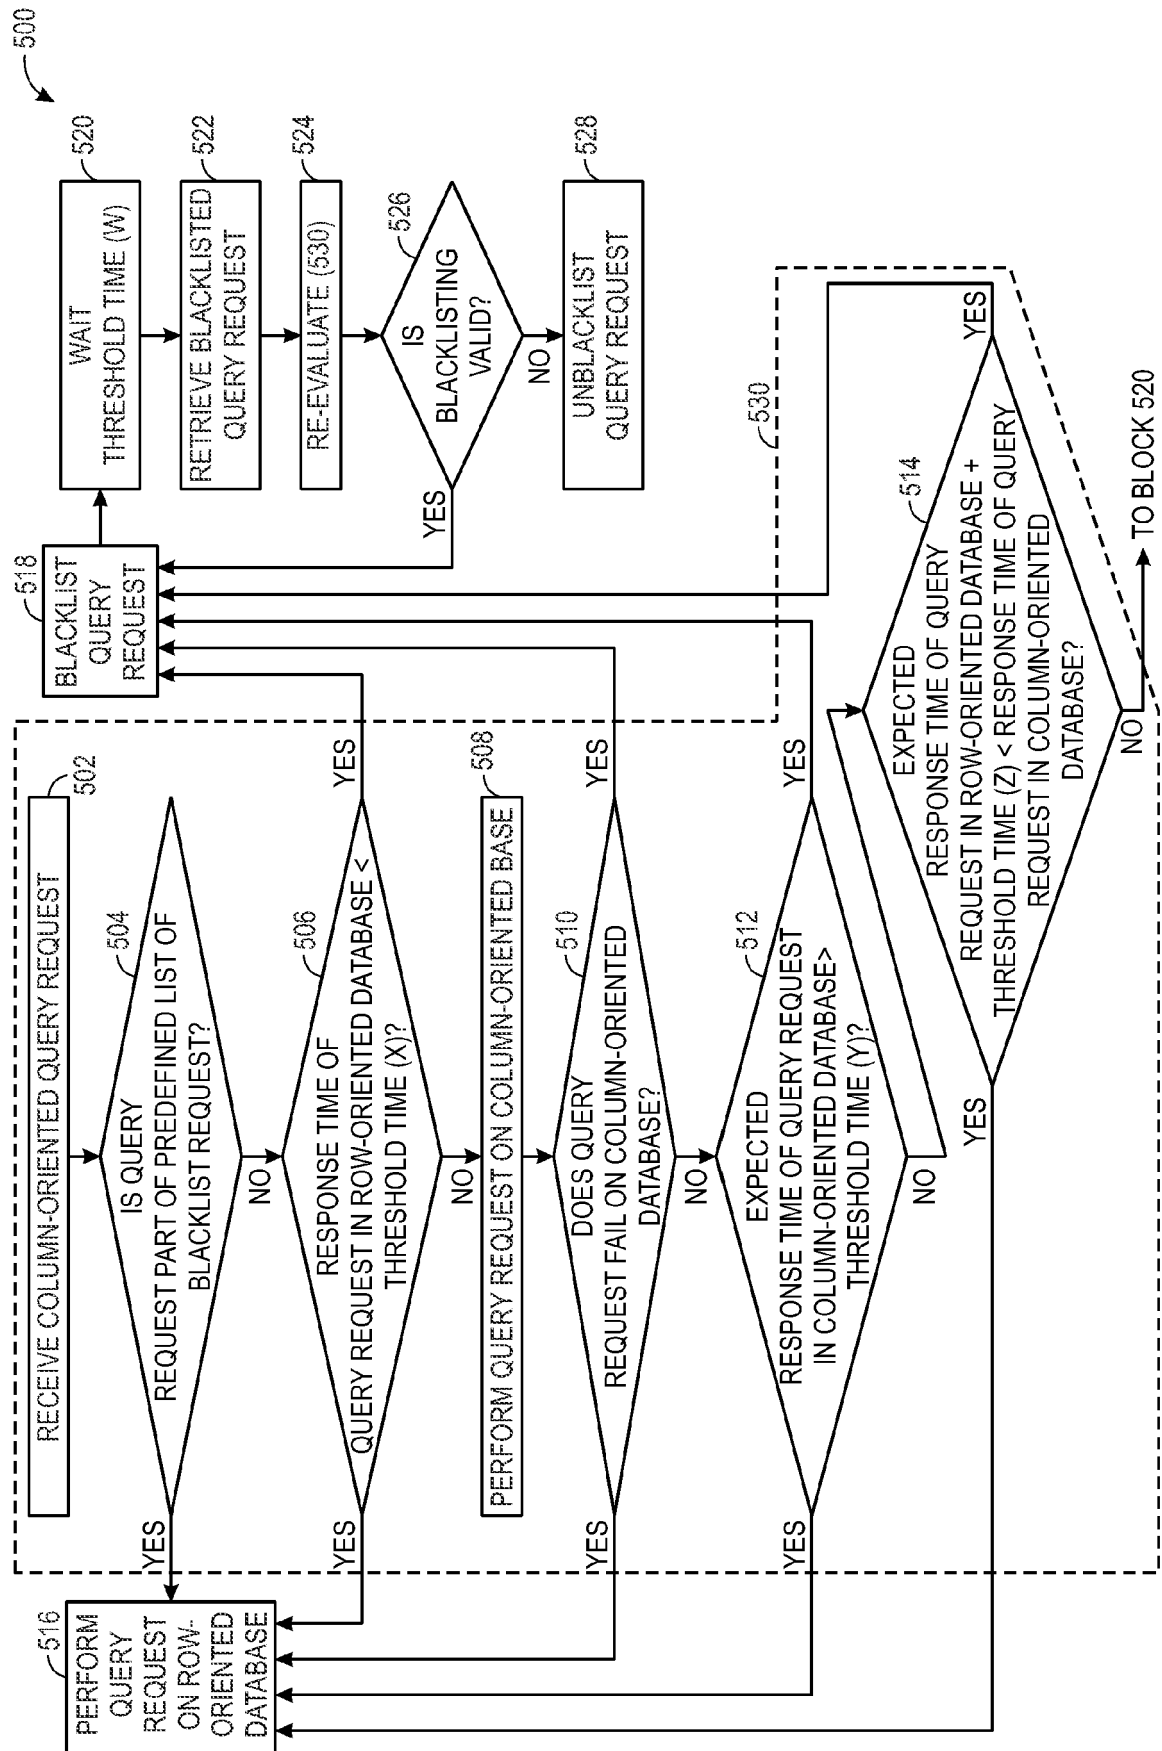 500
502
RECEIVE COLUMN-ORIENTED QUERY REQUEST
504
IS QUERY
REQUEST PART OF PREDEFINED LIST OF
BLACKLIST REQUEST?
YES
NO
506
RESPONSE TIME OF
QUERY REQUEST IN ROW-ORIENTED DATABASE <
THRESHOLD TIME (X)?
YES
YES
NO
508
PERFORM QUERY REQUEST ON COLUMN-ORIENTED BASE
510
DOES QUERY
REQUEST FAIL ON COLUMN-ORIENTED
DATABASE?
YES
YES
NO
512
EXPECTED
RESPONSE TIME OF QUERY REQUEST
IN COLUMN-ORIENTED DATABASE>
THRESHOLD TIME (Y)?
YES
YES
NO
514
EXPECTED
RESPONSE TIME OF QUERY
REQUEST IN ROW-ORIENTED DATABASE +
THRESHOLD TIME (Z) < RESPONSE TIME OF QUERY
REQUEST IN COLUMN-ORIENTED
DATABASE?
YES
YES
NO
TO BLOCK 520
530
516
PERFORM
QUERY
REQUEST
ON ROW-
ORIENTED
DATABASE
518
BLACKLIST
QUERY
REQUEST
520
WAIT
THRESHOLD TIME (W)
522
RETRIEVE BLACKLISTED
QUERY REQUEST
524
RE-EVALUATE (530)
526
IS
BLACKLISTING
VALID?
YES
NO
528
UNBLACKLIST
QUERY REQUEST